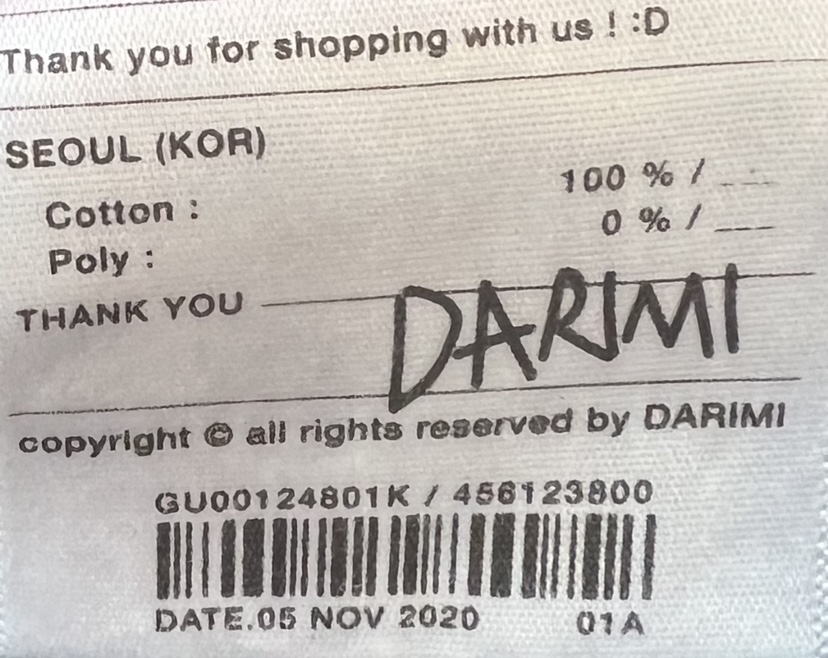 Thank you for shopping with us ! :D
SEOUL (KOR)
Cotton : 100 % / ___
Poly : 0 % / ___
THANK YOU DARIMI
copyright © all rights reserved by DARIMI
GU00124801K / 456123800
DATE.05 NOV 2020 01A